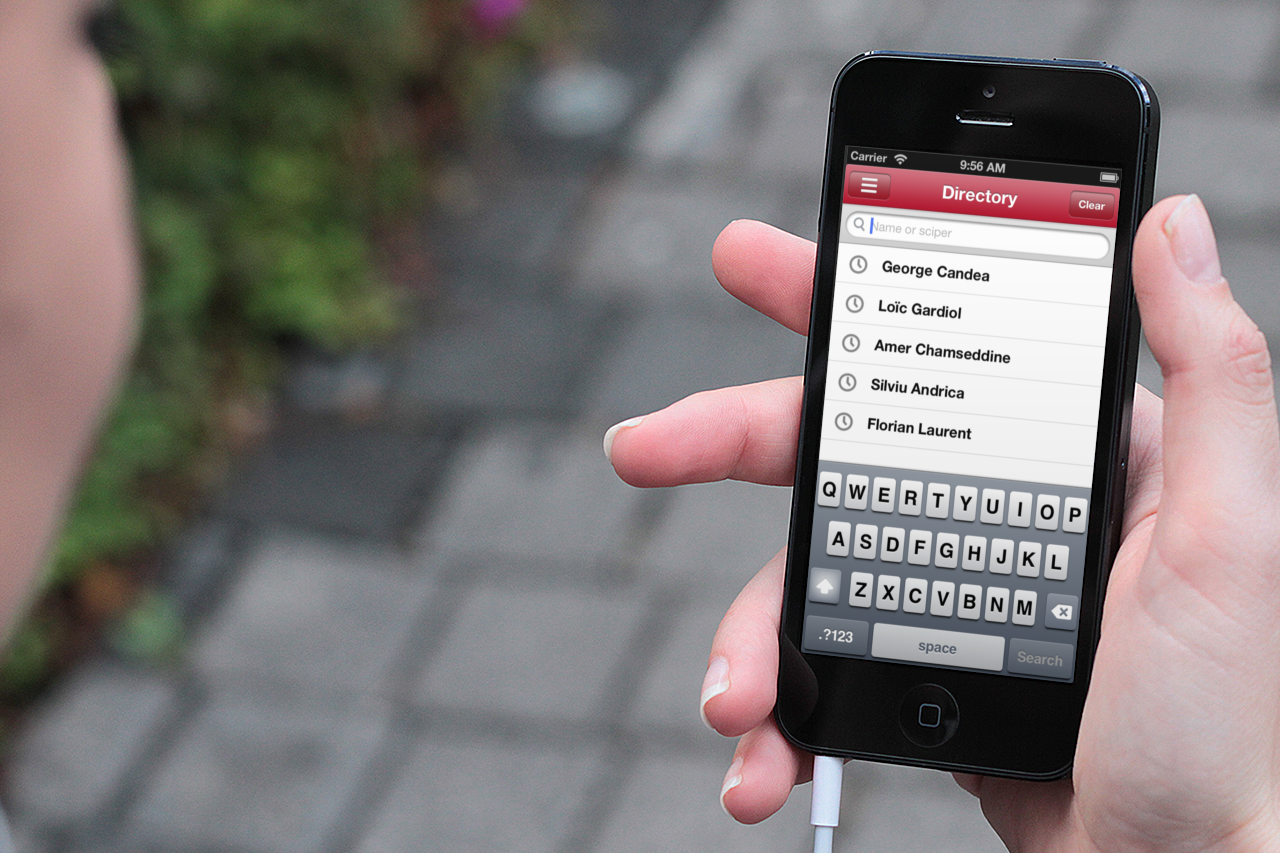 Carrier 9:56 AM
Directory Clear
Name or sciper
George Candea
Loïc Gardiol
Amer Chamseddine
Silviu Andrica
Florian Laurent
Q W E R T Y U I O P
A S D F G H J K L
Z X C V B N M
.?123 space Search